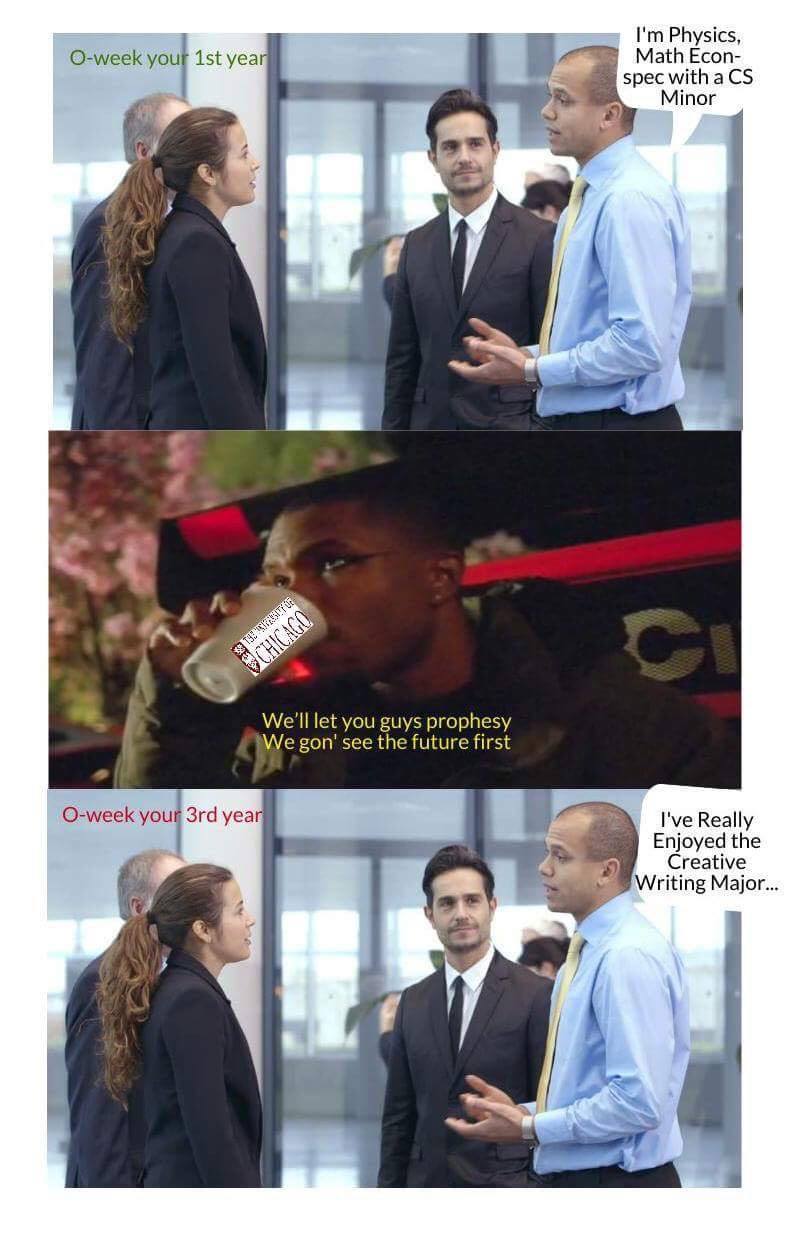 O-week your 1st year
I'm Physics,
Math Econ-
spec with a CS
Minor
THE UNIVERSITY OF
CHICAGO
Ci
We'll let you guys prophesy
We gon' see the future first
O-week your 3rd year
I've Really
Enjoyed the
Creative
Writing Major...